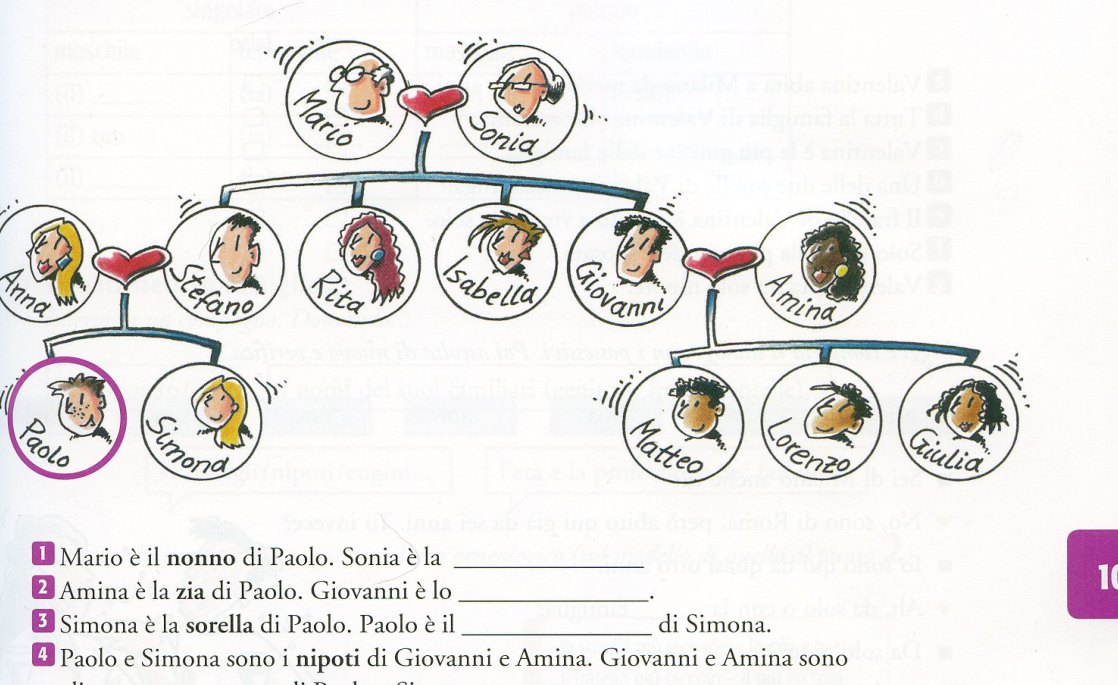 Mario
Sonia
Anna
Stefano
Rita
Isabella
Giovanni
Amina
Paolo
Simona
Matteo
Lorenzo
Giulia
1 Mario è il nonno di Paolo. Sonia è la
2 Amina è la zia di Paolo. Giovanni è lo ______________.
3 Simona è la sorella di Paolo. Paolo è il ______________ di Simona.
4 Paolo e Simona sono i nipoti di Giovanni e Amina. Giovanni e Amina sono
10